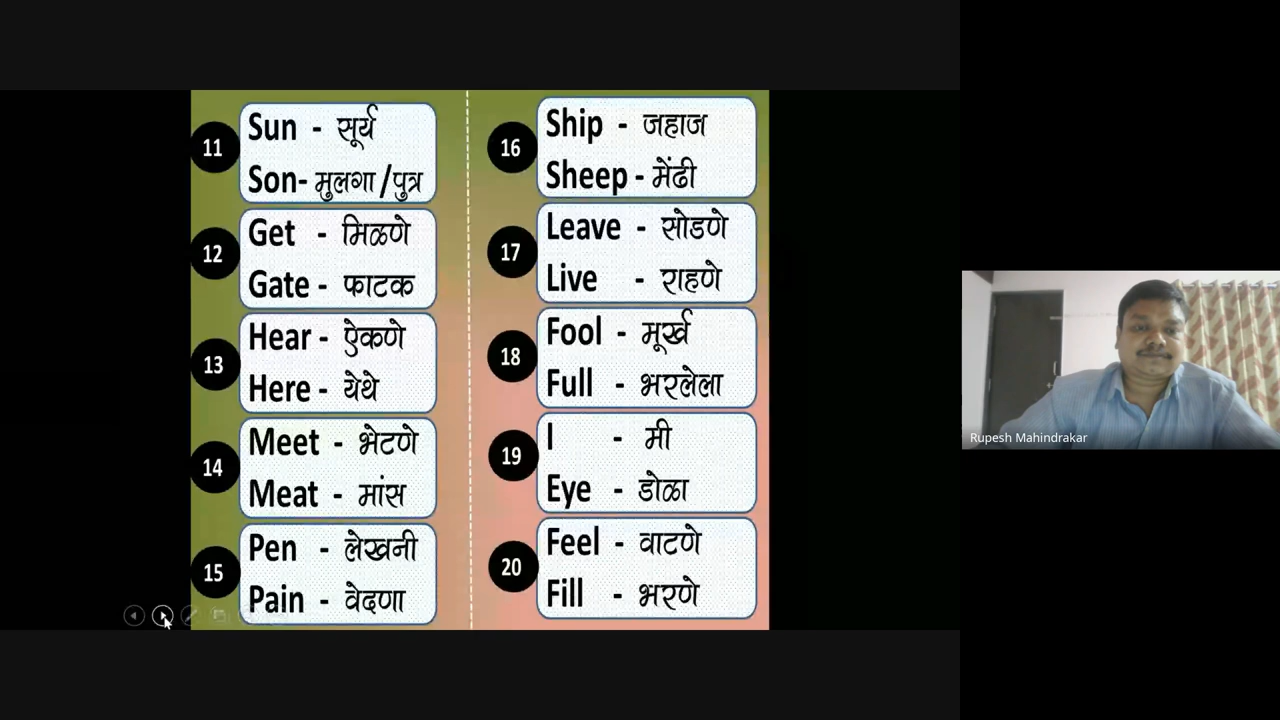 11
Sun - सूर्य
Son- मुलगा/पुत्र
12
Get - मिळणे
Gate - फाटक
13
Hear - ऐकणे
Here - येथे
14
Meet - भेटणे
Meat - मांस
15
Pen - लेखनी
Pain - वेदणा
16
Ship - जहाज
Sheep - मेंढी
17
Leave - सोडणे
Live - राहणे
18
Fool - मूर्ख
Full - भरलेला
19
I - मी
Eye - डोळा
20
Feel - वाटणे
Fill - भरणे
Rupesh Mahindrakar